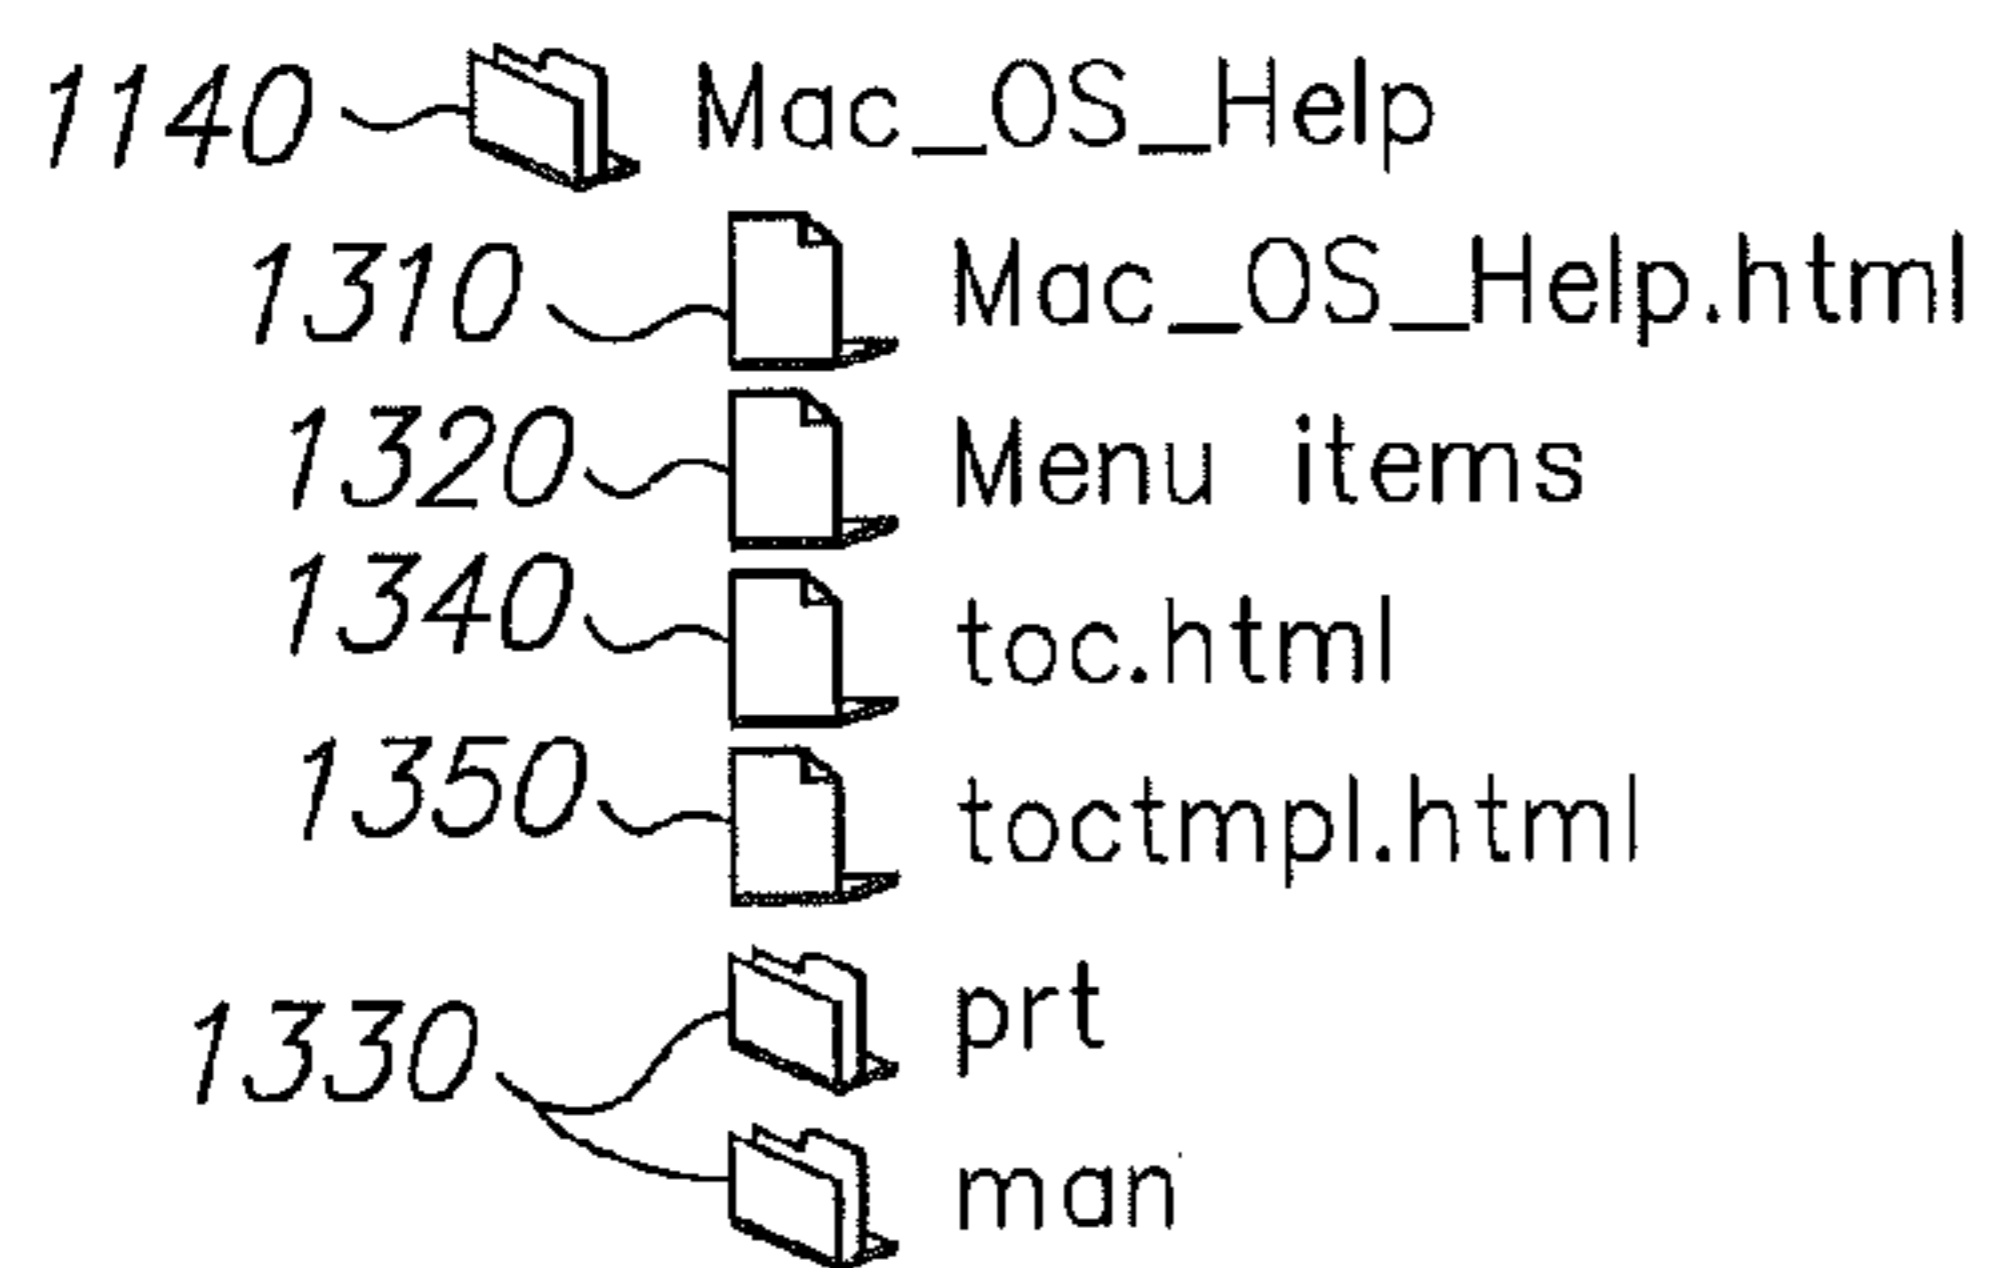 1140 Mac_OS_Help
1310 Mac_OS_Help.html
1320 Menu items
1340 toc.html
1350 toctmpl.html
prt
1330
man